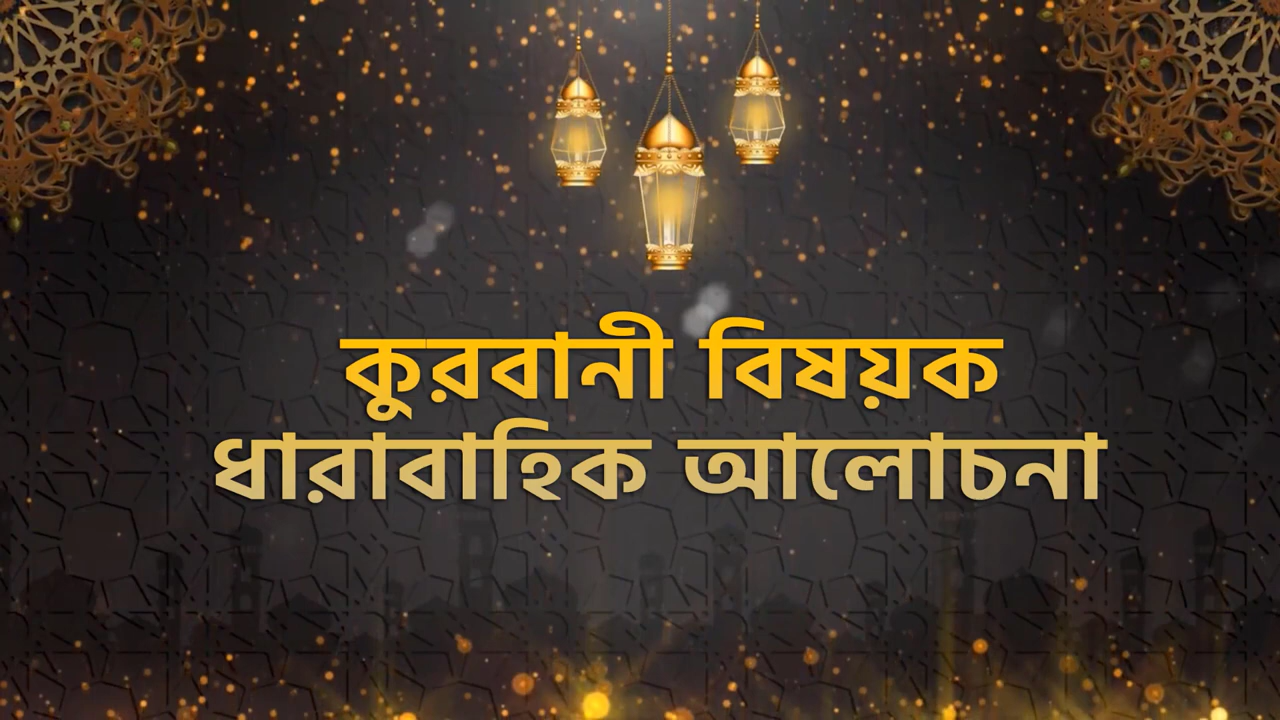 কুরবানী বিষয়ক
ধারাবাহিক আলোচনা